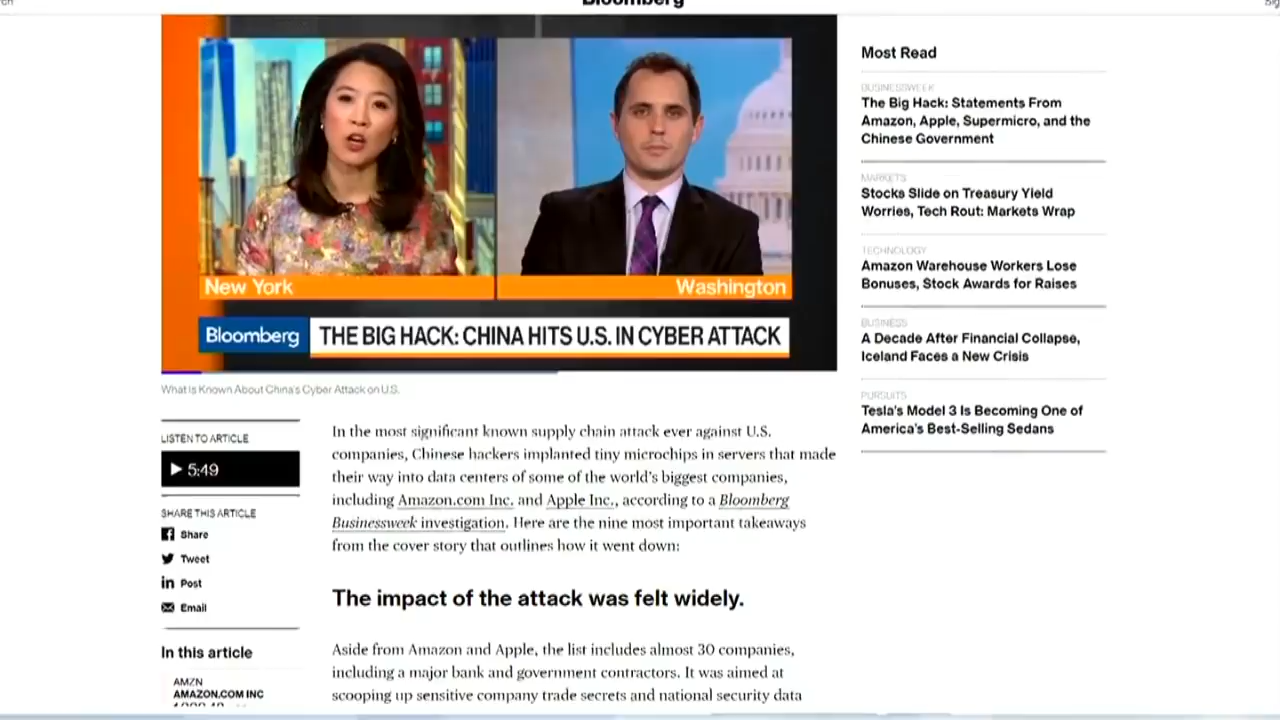 Bloomberg
New York
Washington
Bloomberg
THE BIG HACK: CHINA HITS U.S. IN CYBER ATTACK
What Is Known About China's Cyber Attack on U.S.
LISTEN TO ARTICLE
5:49
SHARE THIS ARTICLE
Share
Tweet
Post
Email
In this article
AMZN
AMAZON.COM INC
In the most significant known supply chain attack ever against U.S.
companies, Chinese hackers implanted tiny microchips in servers that made
their way into data centers of some of the world's biggest companies,
including Amazon.com Inc. and Apple Inc., according to a Bloomberg
Businessweek investigation. Here are the nine most important takeaways
from the cover story that outlines how it went down:
The impact of the attack was felt widely.
Aside from Amazon and Apple, the list includes almost 30 companies,
including a major bank and government contractors. It was aimed at
scooping up sensitive company trade secrets and national security data
Most Read
BUSINESSWEEK
The Big Hack: Statements From
Amazon, Apple, Supermicro, and the
Chinese Government
MARKETS
Stocks Slide on Treasury Yield
Worries, Tech Rout: Markets Wrap
TECHNOLOGY
Amazon Warehouse Workers Lose
Bonuses, Stock Awards for Raises
BUSINESS
A Decade After Financial Collapse,
Iceland Faces a New Crisis
PURSUITS
Tesla's Model 3 Is Becoming One of
America's Best-Selling Sedans